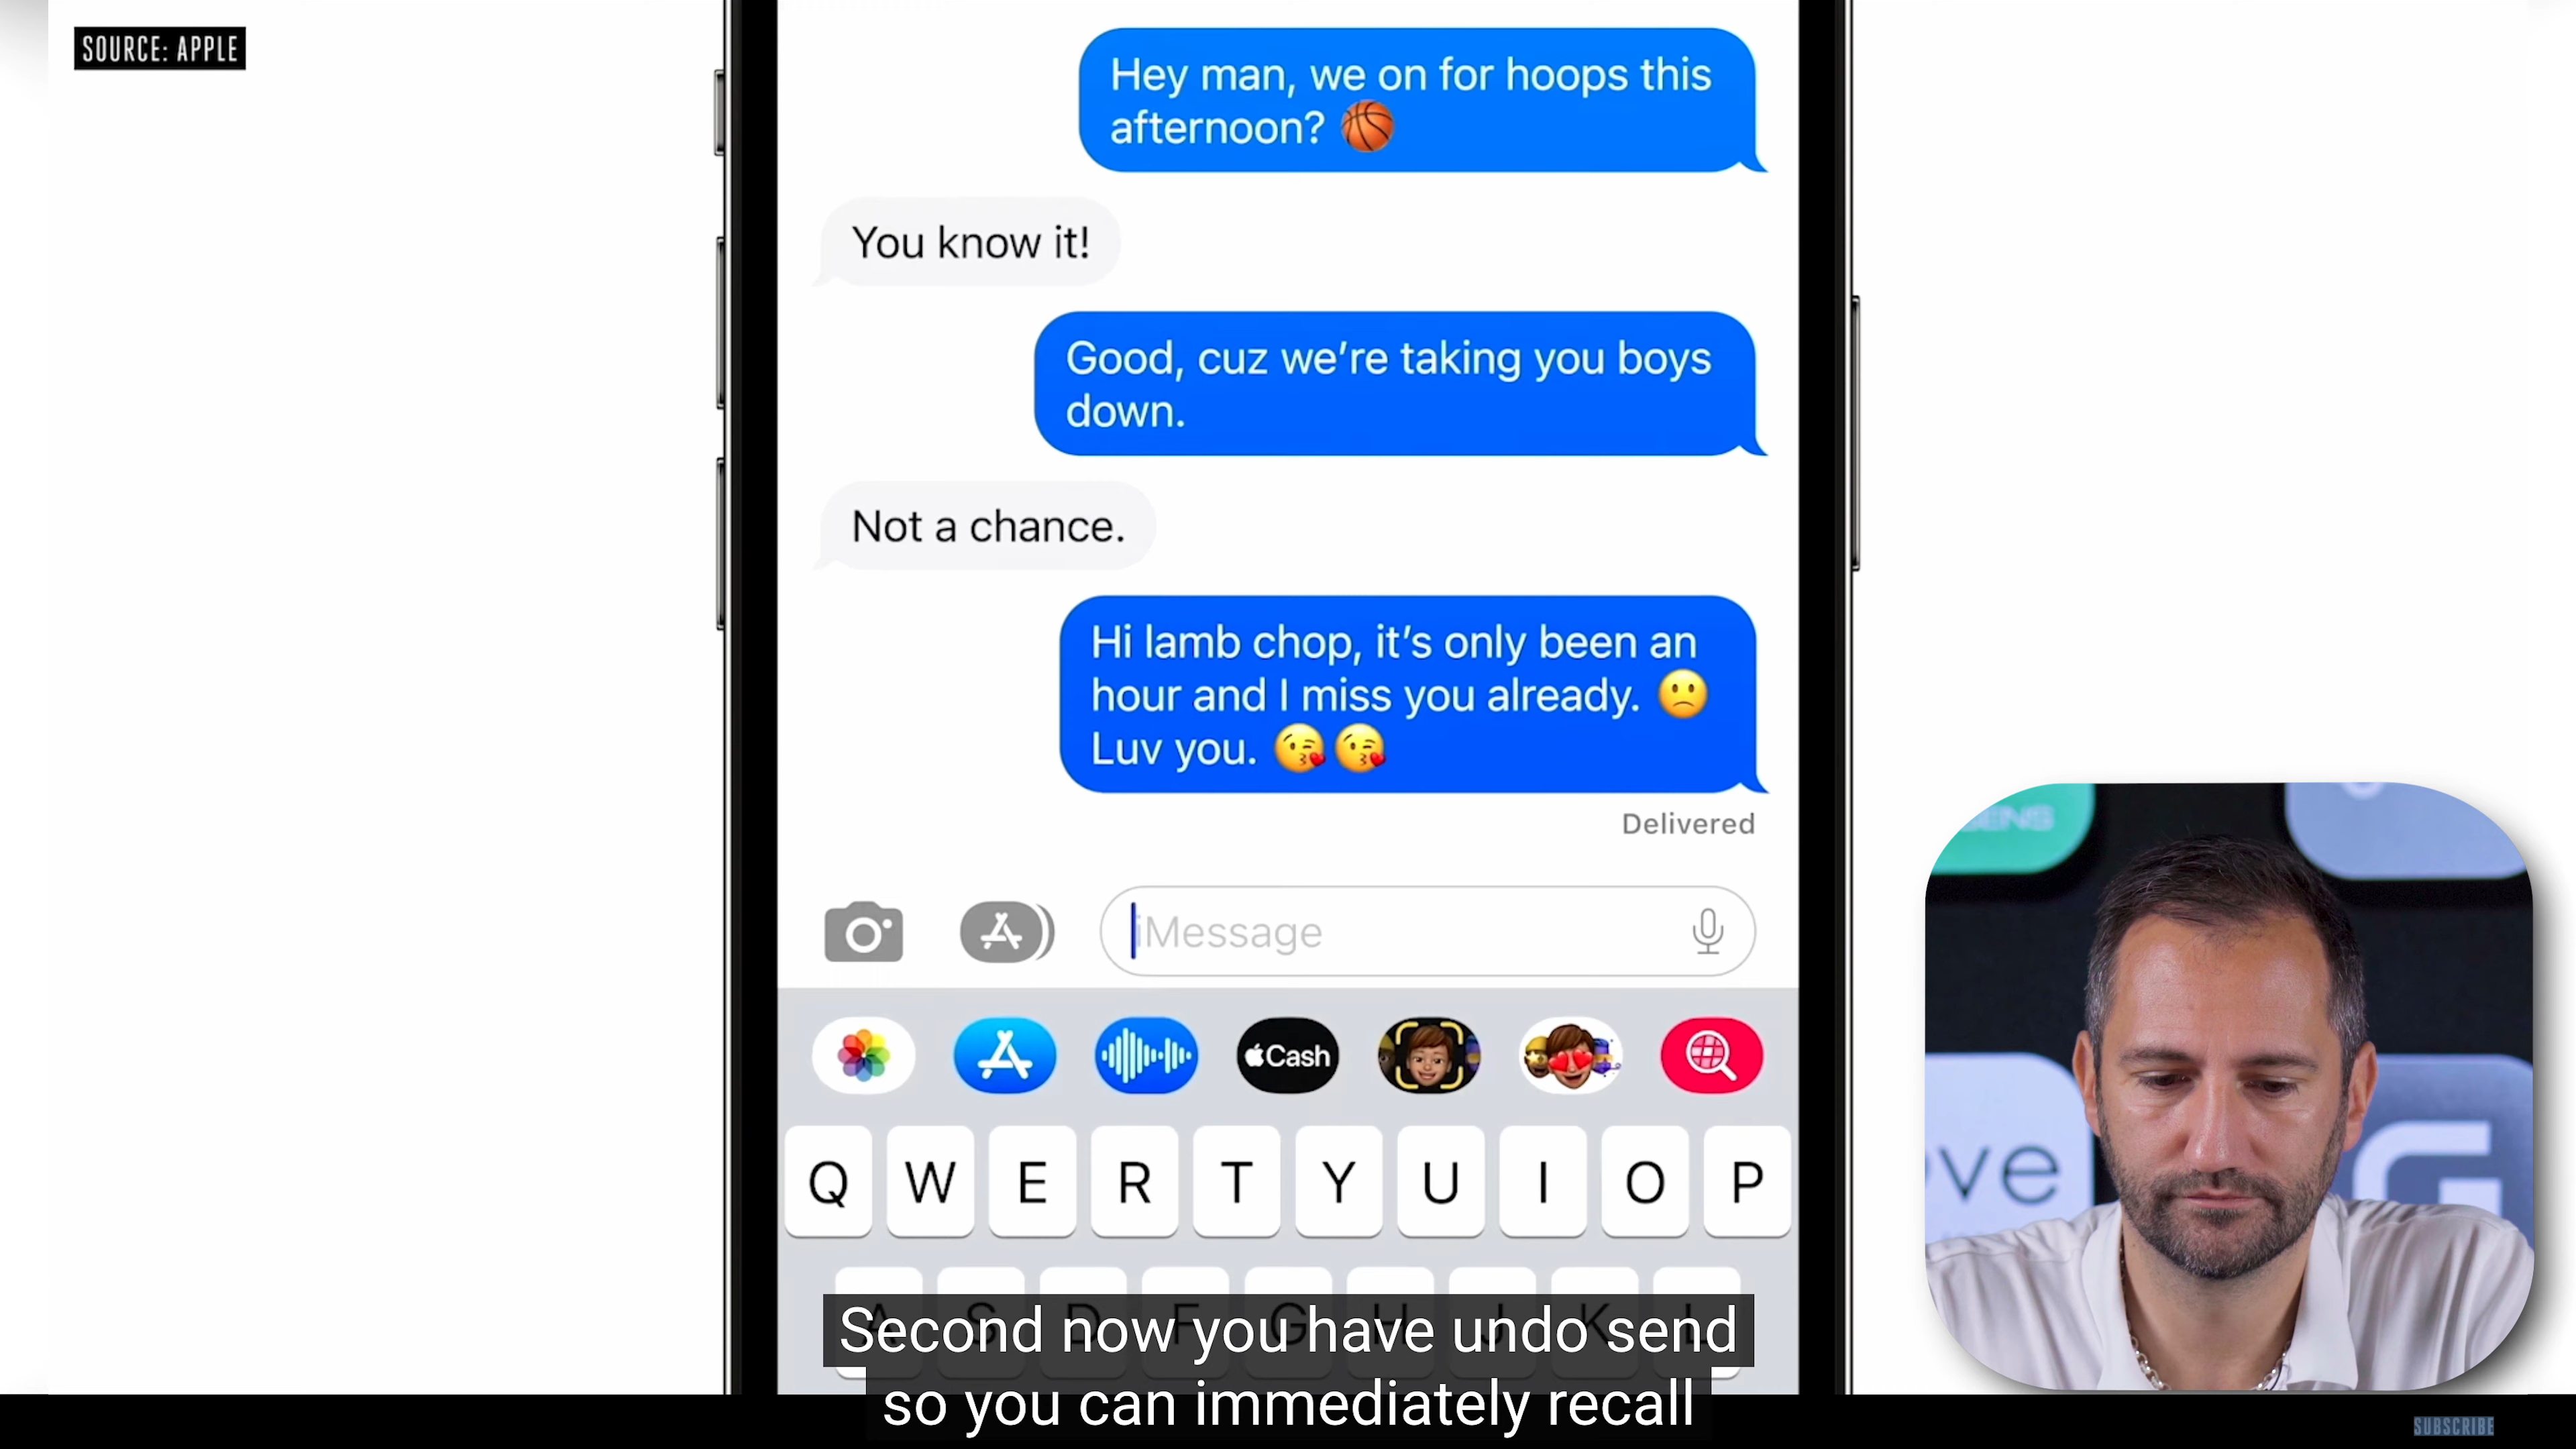 SOURCE: APPLE
Hey man, we on for hoops this
afternoon? 🏀
You know it!
Good, cuz we’re taking you boys
down.
Not a chance.
Hi lamb chop, it’s only been an
hour and I miss you already. 🙁
Luv you. 😘😘
Delivered
iMessage
Cash
Q W E R T Y U I O P
A S D F G H J K L
Second now you have undo send
so you can immediately recall
ove
G
SUBSCRIBE